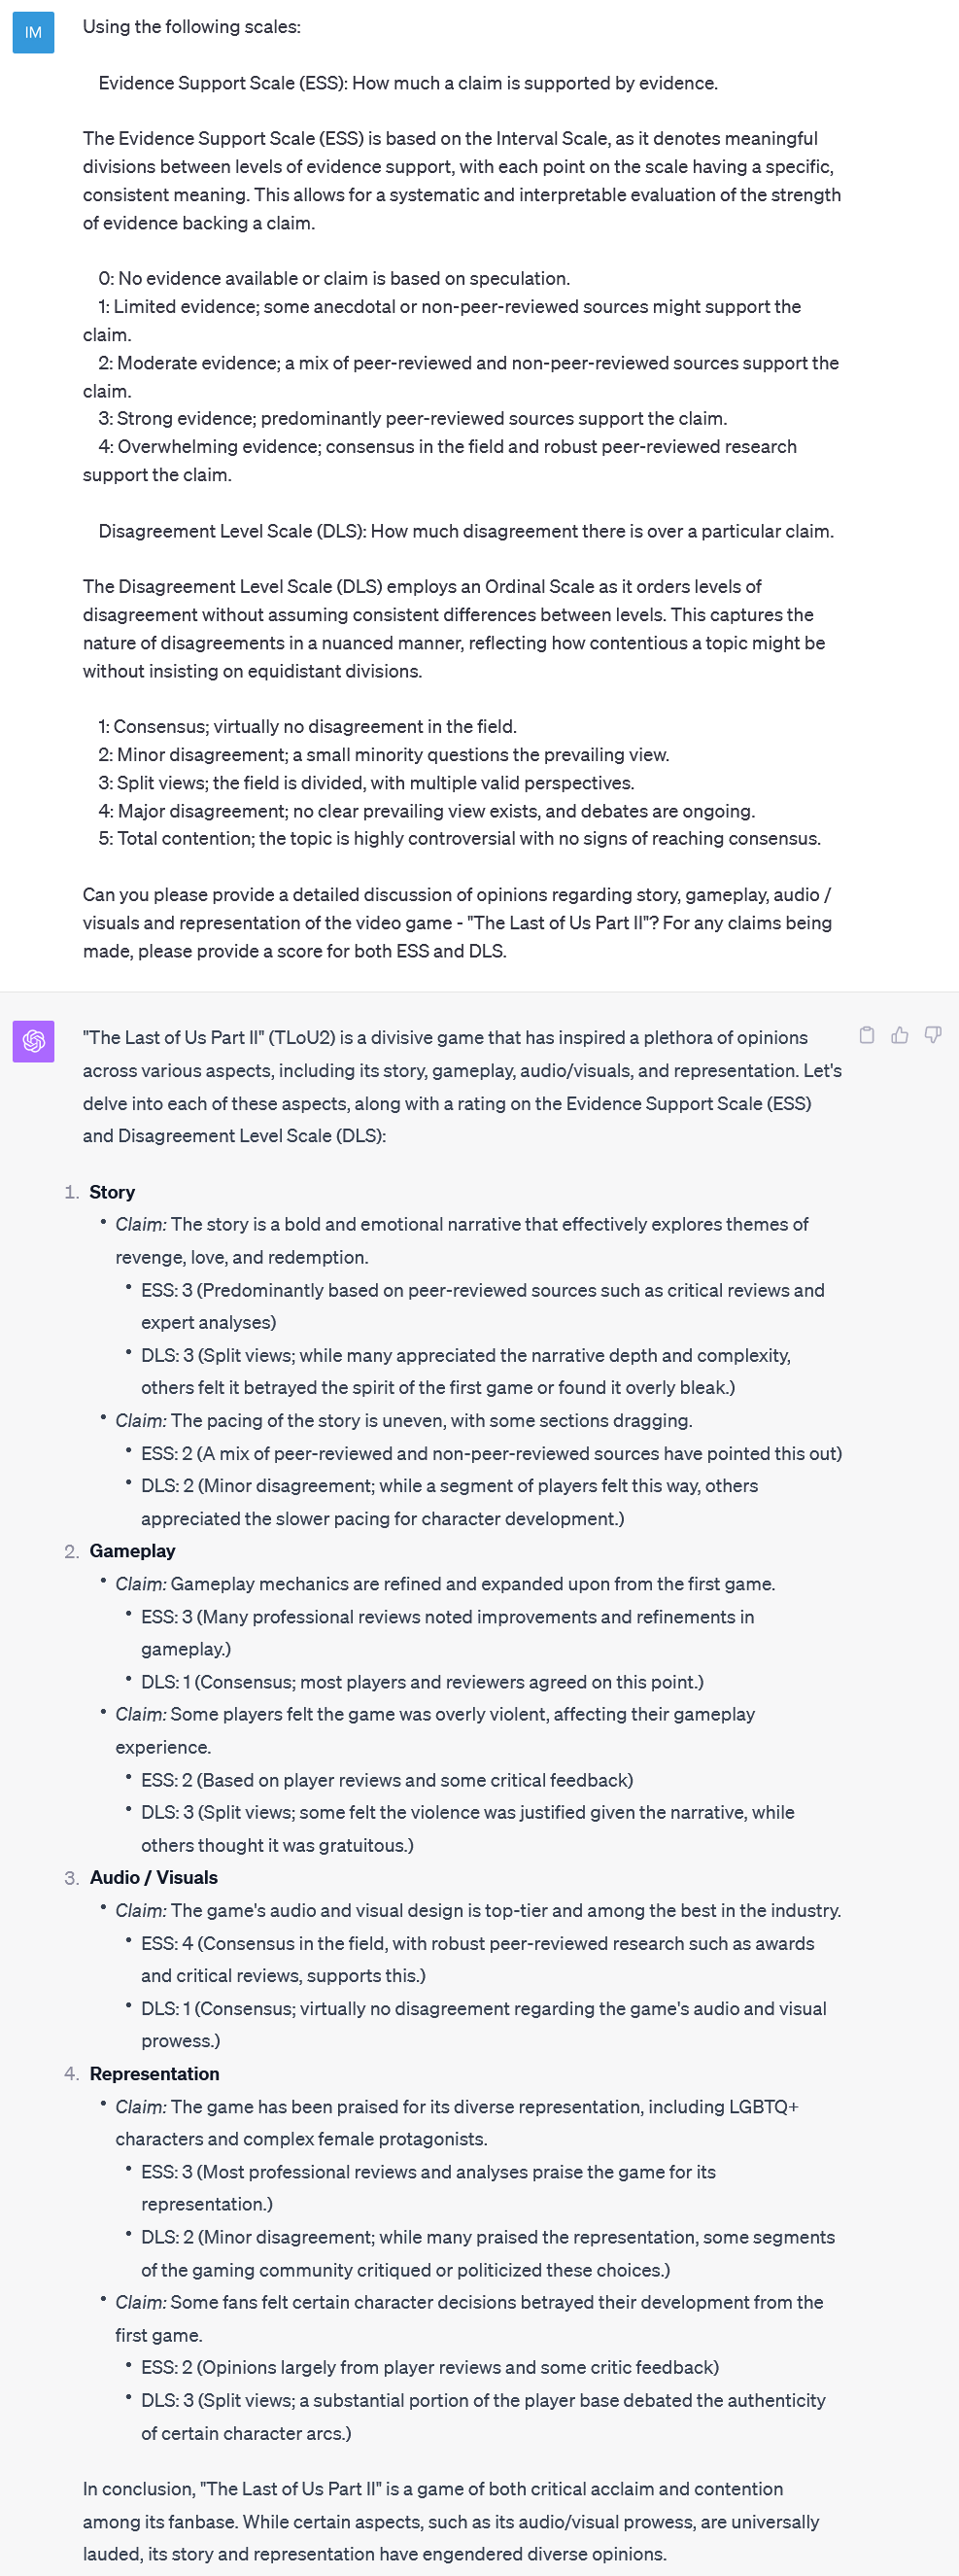 IM
Using the following scales:
Evidence Support Scale (ESS): How much a claim is supported by evidence.
The Evidence Support Scale (ESS) is based on the Interval Scale, as it denotes meaningful
divisions between levels of evidence support, with each point on the scale having a specific,
consistent meaning. This allows for a systematic and interpretable evaluation of the strength
of evidence backing a claim.
0: No evidence available or claim is based on speculation.
1: Limited evidence; some anecdotal or non-peer-reviewed sources might support the
claim.
2: Moderate evidence; a mix of peer-reviewed and non-peer-reviewed sources support the
claim.
3: Strong evidence; predominantly peer-reviewed sources support the claim.
4: Overwhelming evidence; consensus in the field and robust peer-reviewed research
support the claim.
Disagreement Level Scale (DLS): How much disagreement there is over a particular claim.
The Disagreement Level Scale (DLS) employs an Ordinal Scale as it orders levels of
disagreement without assuming consistent differences between levels. This captures the
nature of disagreements in a nuanced manner, reflecting how contentious a topic might be
without insisting on equidistant divisions.
1: Consensus; virtually no disagreement in the field.
2: Minor disagreement; a small minority questions the prevailing view.
3: Split views; the field is divided, with multiple valid perspectives.
4: Major disagreement; no clear prevailing view exists, and debates are ongoing.
5: Total contention; the topic is highly controversial with no signs of reaching consensus.
Can you please provide a detailed discussion of opinions regarding story, gameplay, audio /
visuals and representation of the video game - "The Last of Us Part II"? For any claims being
made, please provide a score for both ESS and DLS.
"The Last of Us Part II" (TLoU2) is a divisive game that has inspired a plethora of opinions
across various aspects, including its story, gameplay, audio/visuals, and representation. Let's
delve into each of these aspects, along with a rating on the Evidence Support Scale (ESS)
and Disagreement Level Scale (DLS):
1. Story
• Claim: The story is a bold and emotional narrative that effectively explores themes of
revenge, love, and redemption.
• ESS: 3 (Predominantly based on peer-reviewed sources such as critical reviews and
expert analyses)
• DLS: 3 (Split views; while many appreciated the narrative depth and complexity,
others felt it betrayed the spirit of the first game or found it overly bleak.)
• Claim: The pacing of the story is uneven, with some sections dragging.
• ESS: 2 (A mix of peer-reviewed and non-peer-reviewed sources have pointed this out)
• DLS: 2 (Minor disagreement; while a segment of players felt this way, others
appreciated the slower pacing for character development.)
2. Gameplay
• Claim: Gameplay mechanics are refined and expanded upon from the first game.
• ESS: 3 (Many professional reviews noted improvements and refinements in
gameplay.)
• DLS: 1 (Consensus; most players and reviewers agreed on this point.)
• Claim: Some players felt the game was overly violent, affecting their gameplay
experience.
• ESS: 2 (Based on player reviews and some critical feedback)
• DLS: 3 (Split views; some felt the violence was justified given the narrative, while
others thought it was gratuitous.)
3. Audio / Visuals
• Claim: The game's audio and visual design is top-tier and among the best in the industry.
• ESS: 4 (Consensus in the field, with robust peer-reviewed research such as awards
and critical reviews, supports this.)
• DLS: 1 (Consensus; virtually no disagreement regarding the game's audio and visual
prowess.)
4. Representation
• Claim: The game has been praised for its diverse representation, including LGBTQ+
characters and complex female protagonists.
• ESS: 3 (Most professional reviews and analyses praise the game for its
representation.)
• DLS: 2 (Minor disagreement; while many praised the representation, some segments
of the gaming community critiqued or politicized these choices.)
• Claim: Some fans felt certain character decisions betrayed their development from the
first game.
• ESS: 2 (Opinions largely from player reviews and some critic feedback)
• DLS: 3 (Split views; a substantial portion of the player base debated the authenticity
of certain character arcs.)
In conclusion, "The Last of Us Part II" is a game of both critical acclaim and contention
among its fanbase. While certain aspects, such as its audio/visual prowess, are universally
lauded, its story and representation have engendered diverse opinions.